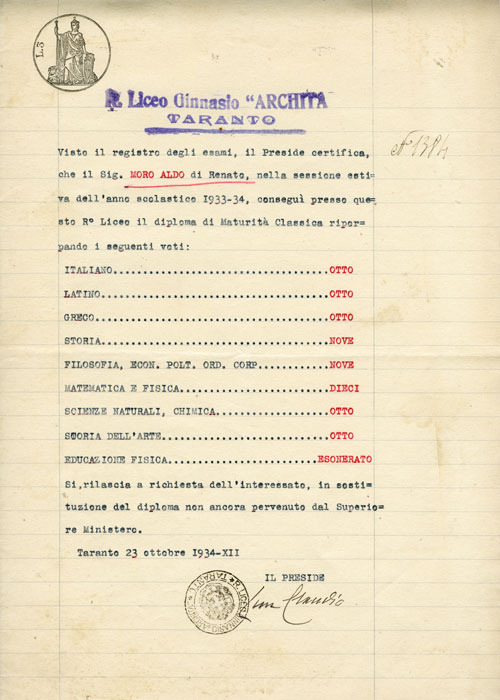 L. 3
R. Liceo Ginnasio "ARCHITA
TARANTO
Visto il registro degli esami, il Preside certifica,
che il Sig. MORO ALDO di Renato, nella sessione esti=
va dell'anno scolastico I933-34, conseguì presso que=
sto R° Liceo il diploma di Maturità Classica ripor=
tando i seguenti voti:
ITALIANO..............................OTTO
LATINO................................OTTO
GRECO.................................OTTO
STORIA................................NOVE
FILOSOFIA, ECON. POLT. ORD. CORP............NOVE
MATEMATICA E FISICA.........................DIECI
SCIENZE NATURALI, CHIMICA..................OTTO
STORIA DELL'ARTE............................OTTO
EDUCAZIONE FISICA.........................ESONERATO
Si,rilascia a richiesta dell'interessato, in sosti=
tuzione del diploma non ancora pervenuto dal Superio=
re Ministero.
Taranto 23 ottobre I934-XII
IL PRESIDE